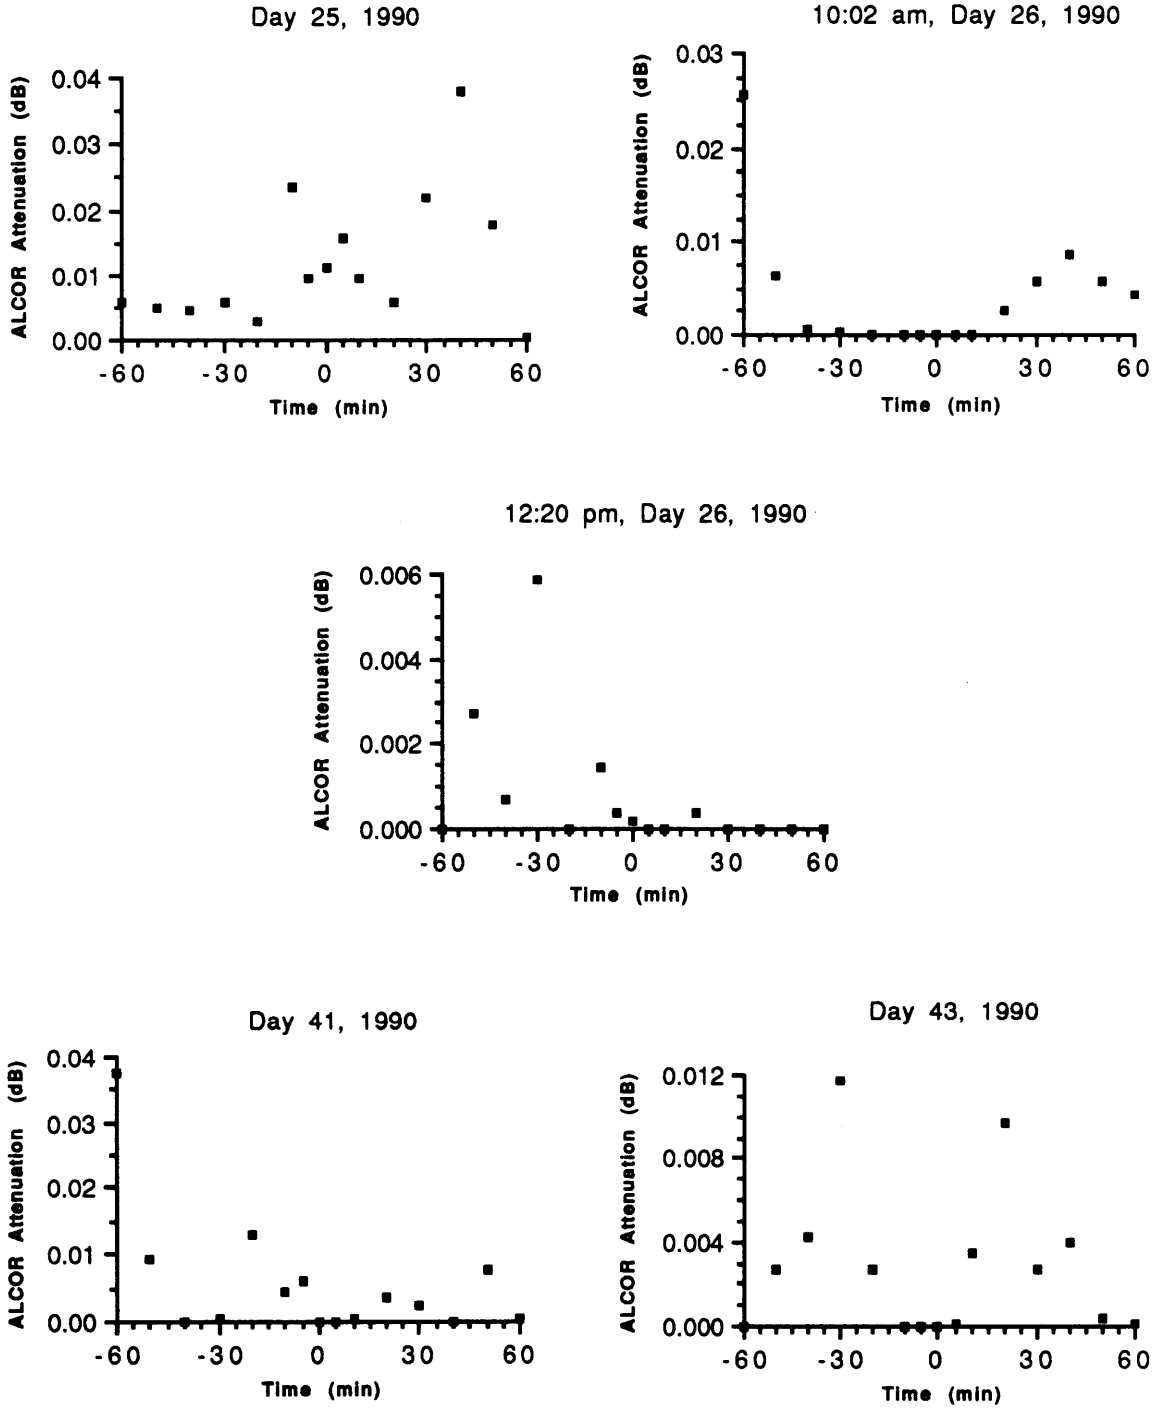 Day 25, 1990
ALCOR Attenuation (dB)
0.04
0.03
0.02
0.01
0.00
-60 -30 0 30 60
Time (min)
10:02 am, Day 26, 1990
ALCOR Attenuation (dB)
0.03
0.02
0.01
0.00
-60 -30 0 30 60
Time (min)
12:20 pm, Day 26, 1990
ALCOR Attenuation (dB)
0.006
0.004
0.002
0.000
-60 -30 0 30 60
Time (min)
Day 41, 1990
ALCOR Attenuation (dB)
0.04
0.03
0.02
0.01
0.00
-60 -30 0 30 60
Time (min)
Day 43, 1990
ALCOR Attenuation (dB)
0.012
0.008
0.004
0.000
-60 -30 0 30 60
Time (min)